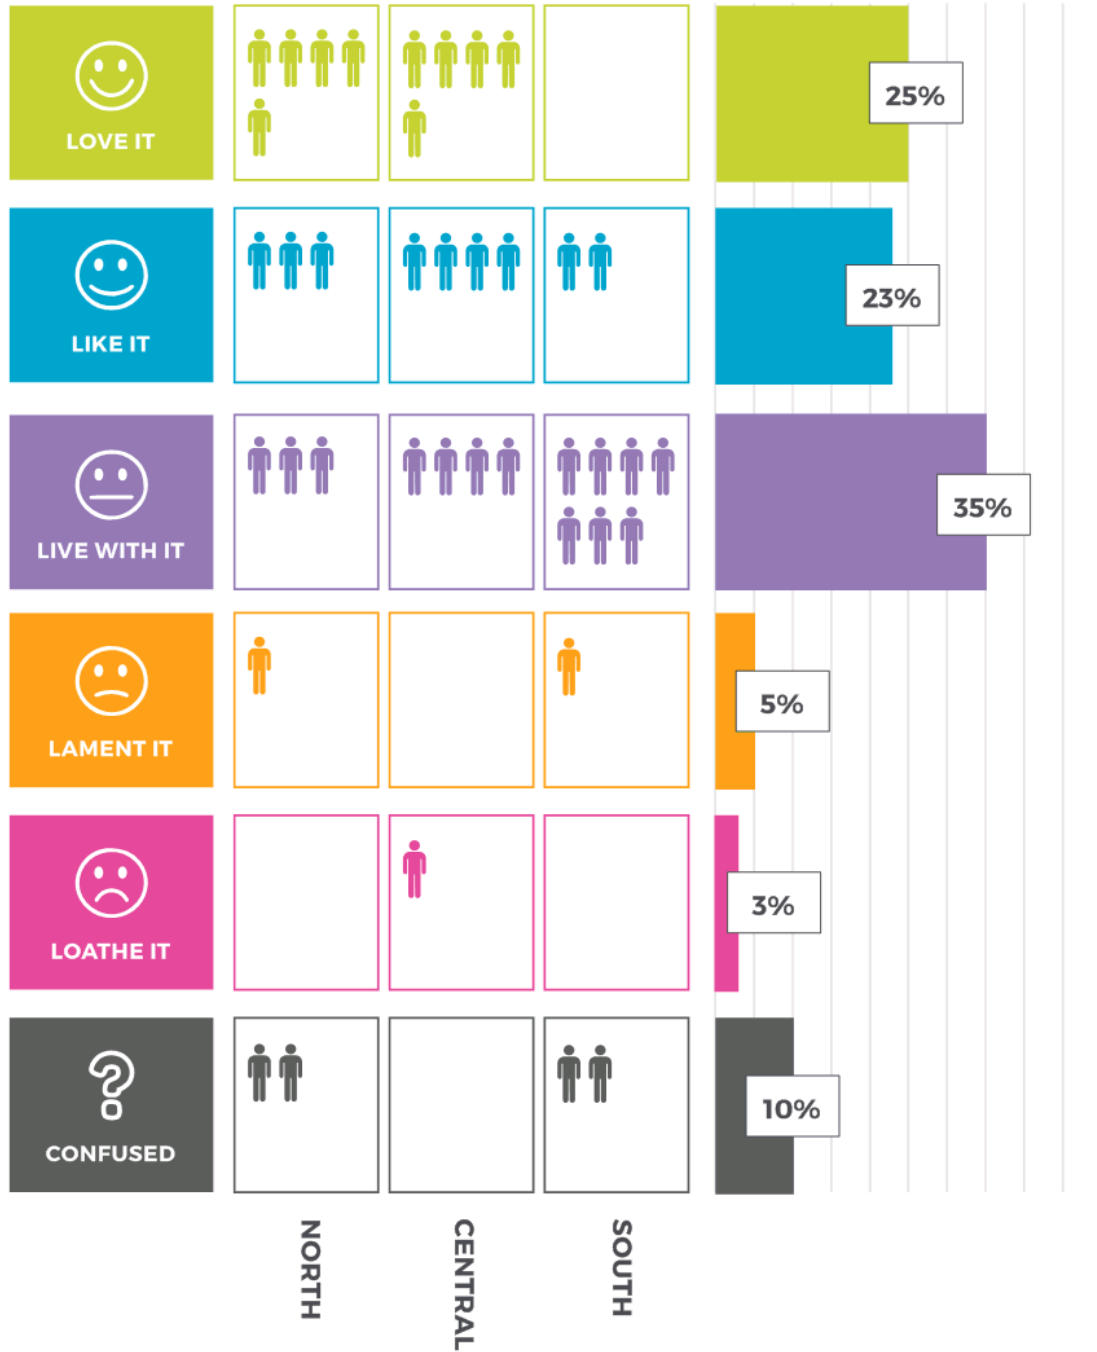 LOVE IT
25%
LIKE IT
23%
LIVE WITH IT
35%
LAMENT IT
5%
LOATHE IT
3%
?
CONFUSED
10%
NORTH
CENTRAL
SOUTH